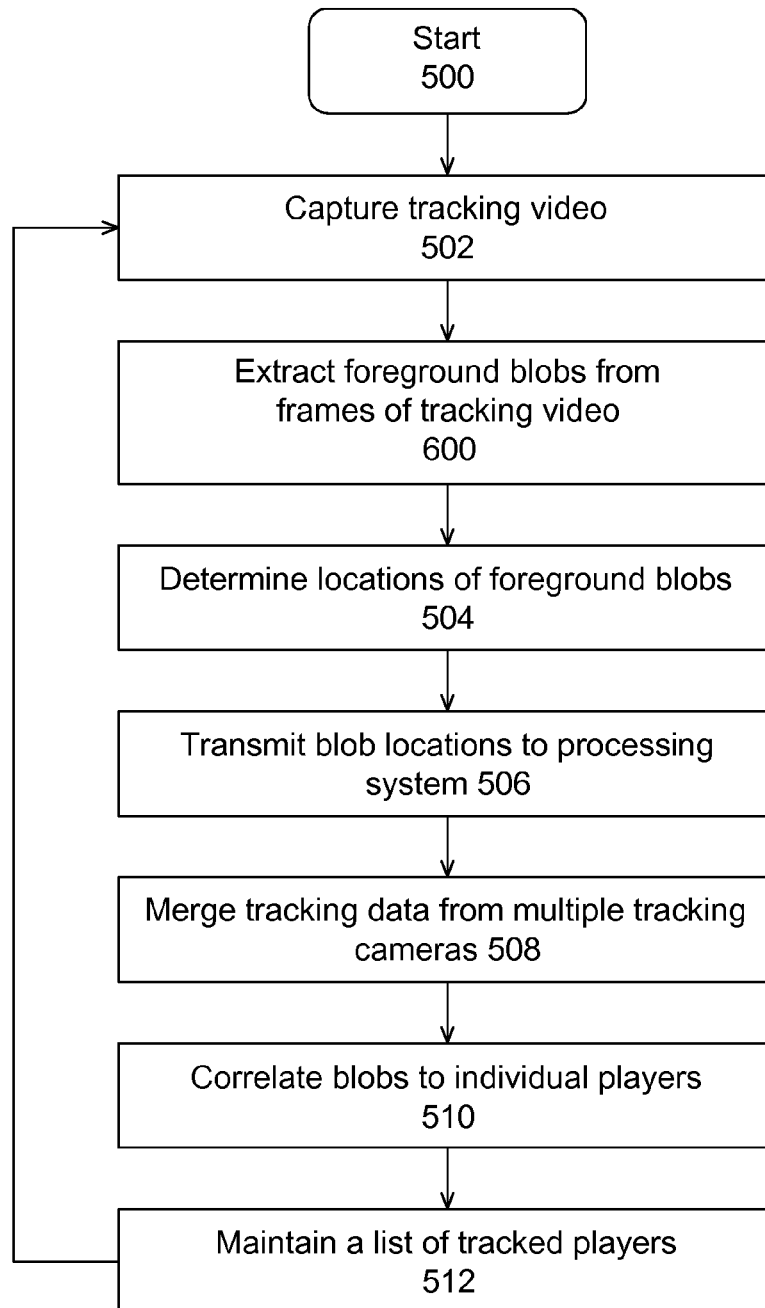 Start
500
Capture tracking video
502
Extract foreground blobs from
frames of tracking video
600
Determine locations of foreground blobs
504
Transmit blob locations to processing
system 506
Merge tracking data from multiple tracking
cameras 508
Correlate blobs to individual players
510
Maintain a list of tracked players
512